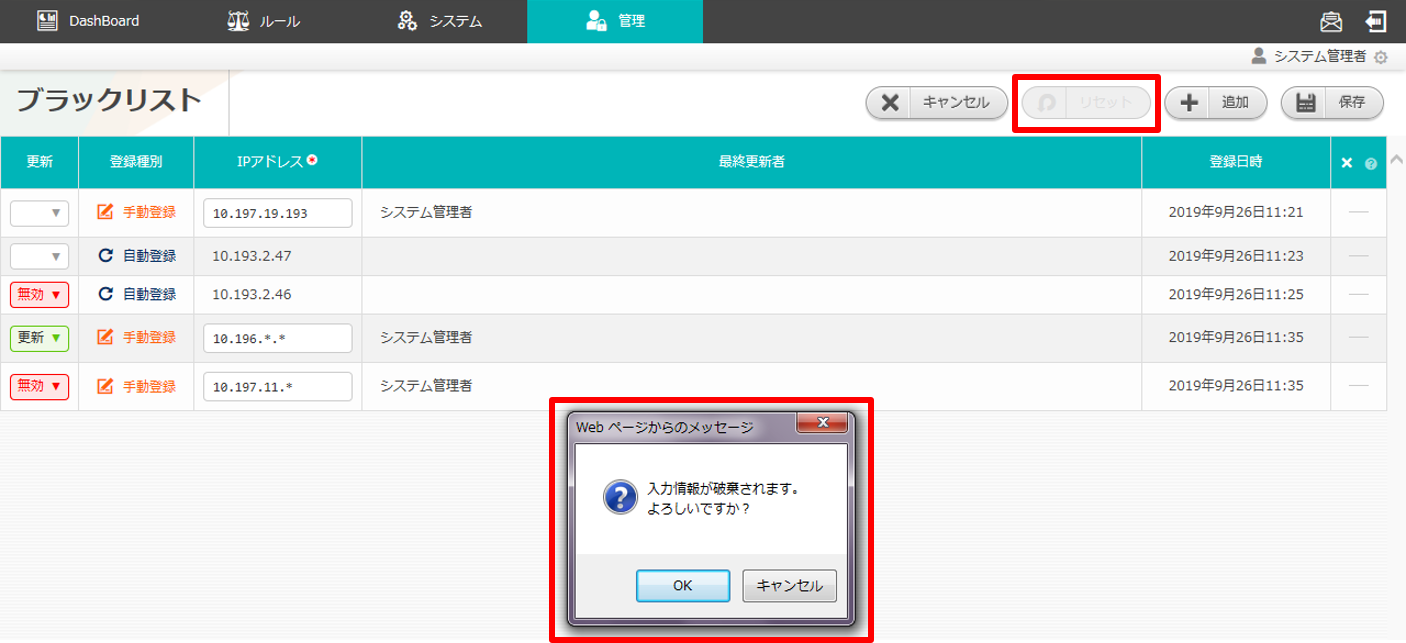 DashBoard ルール システム 管理
システム管理者
ブラックリスト キャンセル リセット 追加 保存
更新 登録種別 IPアドレス 最終更新者 登録日時
手動登録 10.197.19.193 システム管理者 2019年9月26日11:21
自動登録 10.193.2.47 2019年9月26日11:23
無効 自動登録 10.193.2.46 2019年9月26日11:25
更新 手動登録 10.196.*.* システム管理者 2019年9月26日11:35
無効 手動登録 10.197.11.* システム管理者 2019年9月26日11:35
Web ページからのメッセージ
入力情報が破棄されます。
よろしいですか？
OK キャンセル